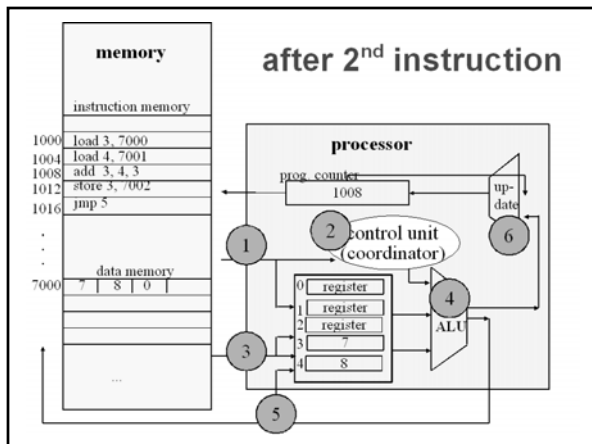 after 2nd instruction
memory
instruction memory
1000 load 3, 7000
1004 load 4, 7001
1008 add 3, 4, 3
1012 store 3, 7002
1016 jmp 5
.
.
.
data memory
7000 7 8 0
...
processor
prog. counter
1008
up-
date
6
2
control unit
(coordinator)
1
0 register
1 register
2 register
3 7
4 8
4
ALU
3
5